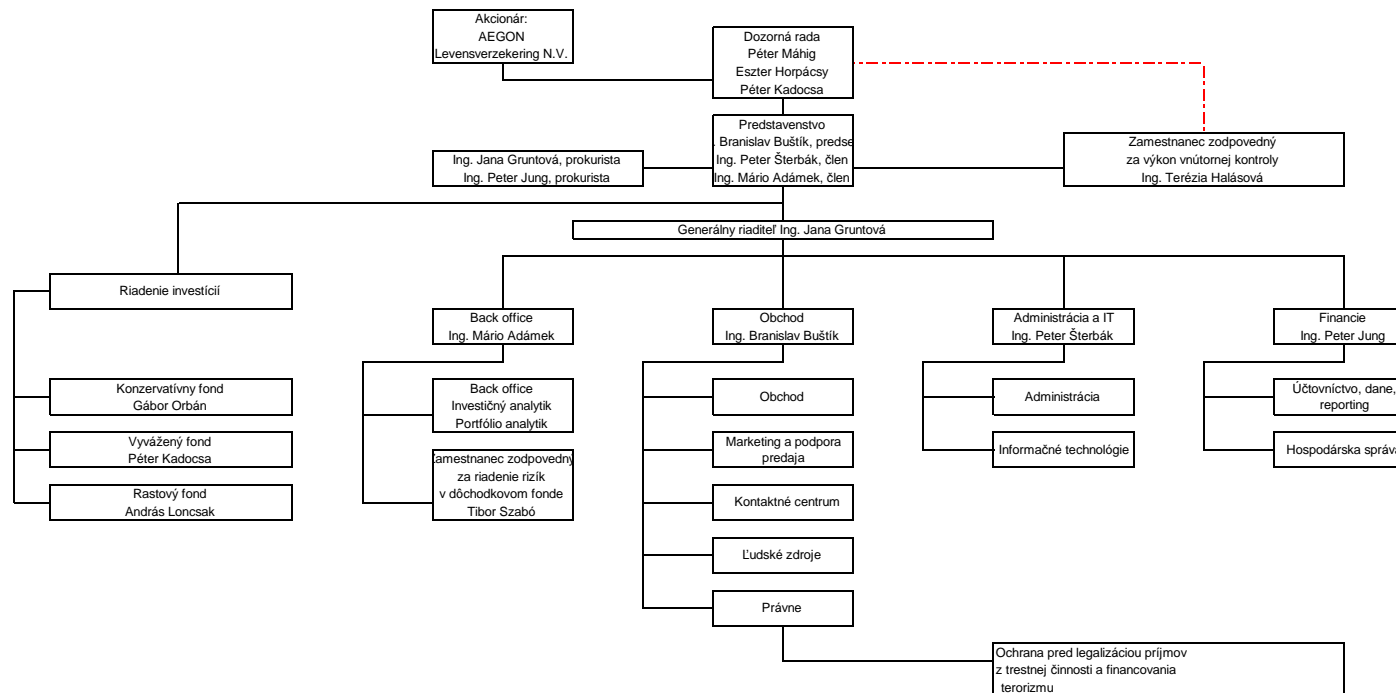 Akcionár:
AEGON
Levensverzekering N.V.
Dozorná rada
Péter Máhig
Eszter Horpácsy
Péter Kadocsa
Predstavenstvo
. Branislav Buštík, predse
Ing. Peter Šterbák, člen
Ing. Mário Adámek, člen
Ing. Jana Gruntová, prokurista
Ing. Peter Jung, prokurista
Zamestnanec zodpovedný
za výkon vnútornej kontroly
Ing. Terézia Halásová
Generálny riaditeľ Ing. Jana Gruntová
Riadenie investícií
Back office
Ing. Mário Adámek
Obchod
Ing. Branislav Buštík
Administrácia a IT
Ing. Peter Šterbák
Financie
Ing. Peter Jung
Konzervatívny fond
Gábor Orbán
Vyvážený fond
Péter Kadocsa
Rastový fond
András Loncsak
Back office
Investičný analytik
Portfólio analytik
Zamestnanec zodpovedný
za riadenie rizík
v dôchodkovom fonde
Tibor Szabó
Obchod
Marketing a podpora
predaja
Kontaktné centrum
Ľudské zdroje
Právne
Administrácia
Informačné technológie
Účtovníctvo, dane,
reporting
Hospodárska správa
Ochrana pred legalizáciou príjmov
z trestnej činnosti a financovania
terorizmu